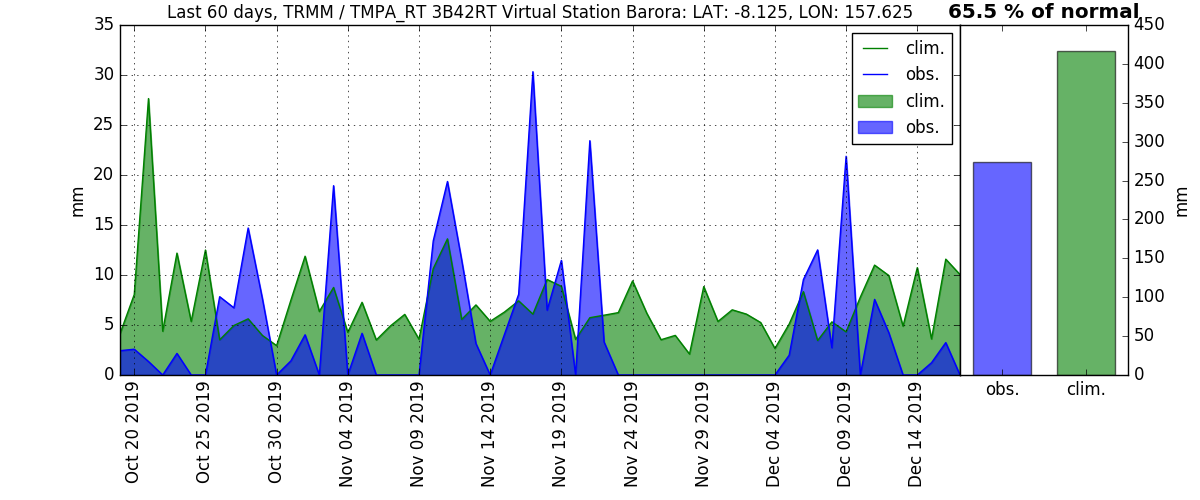 Last 60 days, TRMM / TMPA_RT 3B42RT Virtual Station Barora: LAT: -8.125, LON: 157.625
65.5 % of normal
35
30
25
20
15
10
5
0
mm
clim.
obs.
clim.
obs.
450
400
350
300
250
200
150
100
50
0
mm
Oct 20 2019
Oct 25 2019
Oct 30 2019
Nov 04 2019
Nov 09 2019
Nov 14 2019
Nov 19 2019
Nov 24 2019
Nov 29 2019
Dec 04 2019
Dec 09 2019
Dec 14 2019
obs.
clim.